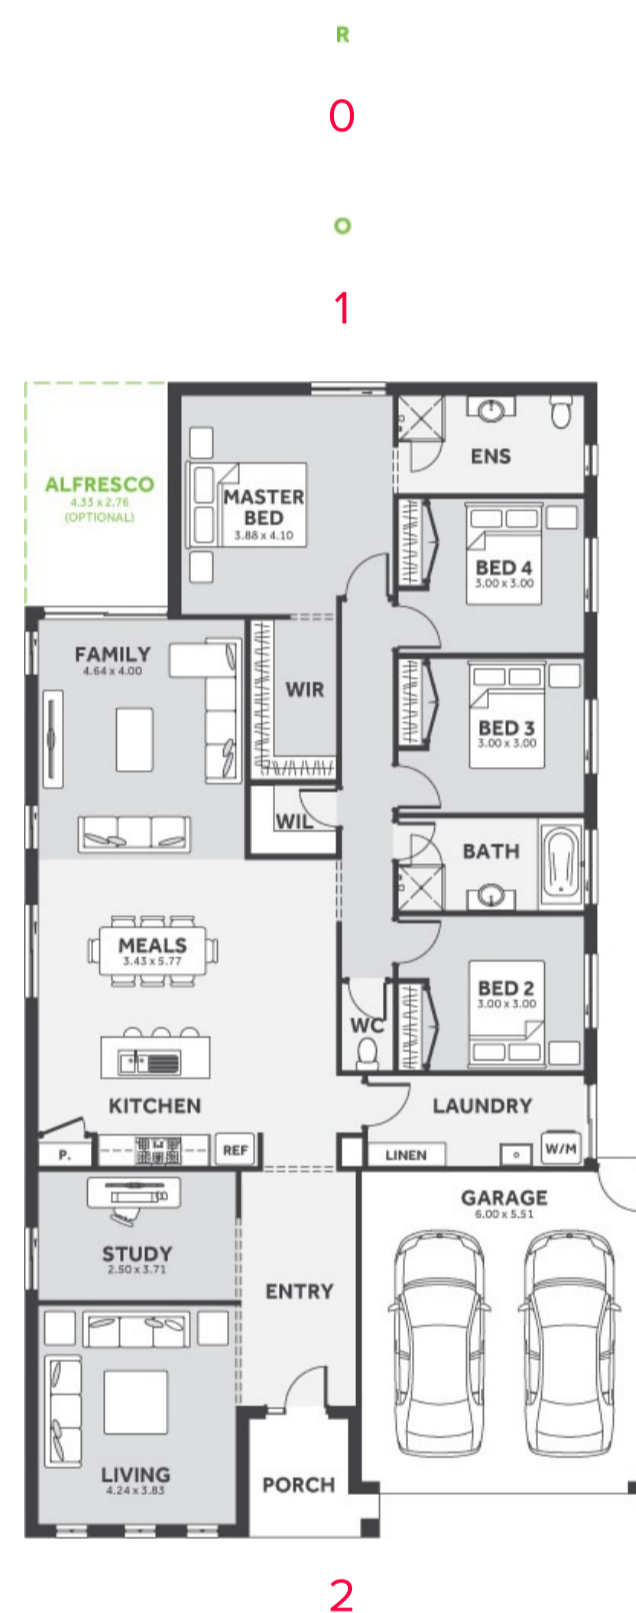 R
0
O
1
ALFRESCO
4.33 x 2.76
(OPTIONAL)
MASTER
BED
3.88 x 4.10
ENS
BED 4
3.00 x 3.00
FAMILY
4.64 x 4.00
WIR
BED 3
3.00 x 3.00
WIL
BATH
MEALS
3.43 x 5.77
BED 2
3.00 x 3.00
WC
KITCHEN
LAUNDRY
P.
REF
LINEN
W/M
GARAGE
6.00 x 5.51
STUDY
2.50 x 3.71
ENTRY
LIVING
4.24 x 3.83
PORCH
2